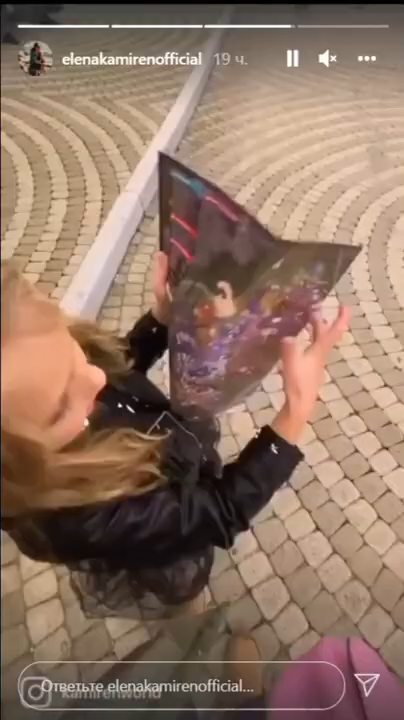 elenakamirenofficial 19 ч.
Ответьте elenakamirenofficial...
kamirenworld